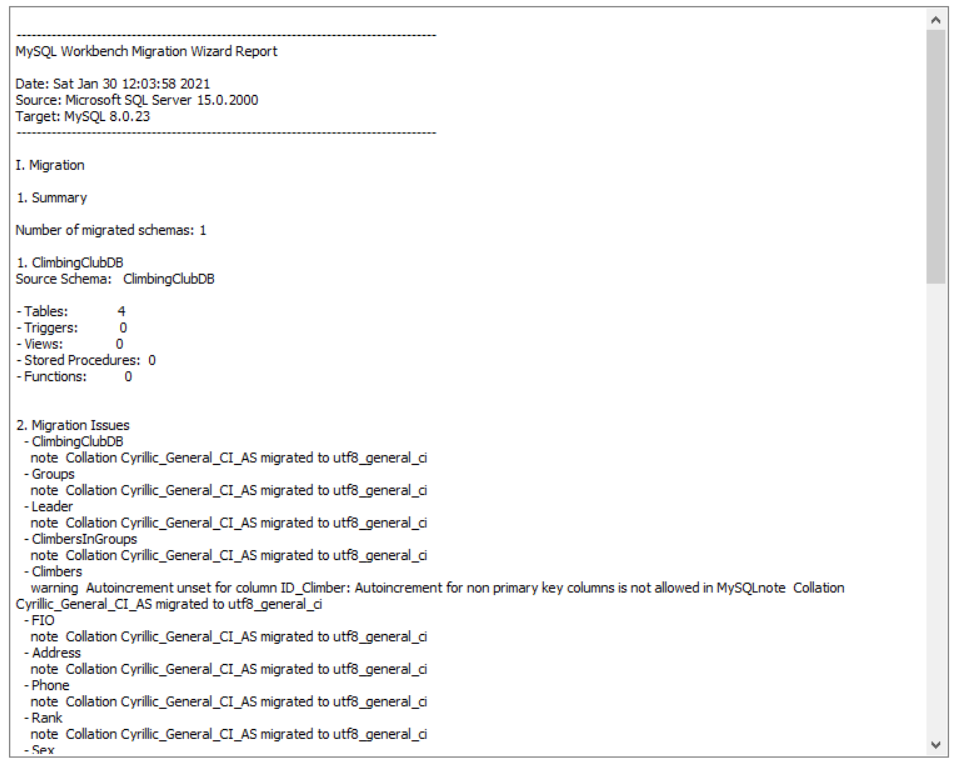 ------------------------------------------------------------------------------------
MySQL Workbench Migration Wizard Report
Date: Sat Jan 30 12:03:58 2021
Source: Microsoft SQL Server 15.0.2000
Target: MySQL 8.0.23
------------------------------------------------------------------------------------
I. Migration
1. Summary
Number of migrated schemas: 1
1. ClimbingClubDB
Source Schema: ClimbingClubDB
- Tables: 4
- Triggers: 0
- Views: 0
- Stored Procedures: 0
- Functions: 0
2. Migration Issues
- ClimbingClubDB
note Collation Cyrillic_General_CI_AS migrated to utf8_general_ci
- Groups
note Collation Cyrillic_General_CI_AS migrated to utf8_general_ci
- Leader
note Collation Cyrillic_General_CI_AS migrated to utf8_general_ci
- ClimbersInGroups
note Collation Cyrillic_General_CI_AS migrated to utf8_general_ci
- Climbers
warning Autoincrement unset for column ID_Climber: Autoincrement for non primary key columns is not allowed in MySQLnote Collation
Cyrillic_General_CI_AS migrated to utf8_general_ci
- FIO
note Collation Cyrillic_General_CI_AS migrated to utf8_general_ci
- Address
note Collation Cyrillic_General_CI_AS migrated to utf8_general_ci
- Phone
note Collation Cyrillic_General_CI_AS migrated to utf8_general_ci
- Rank
note Collation Cyrillic_General_CI_AS migrated to utf8_general_ci
- Sex